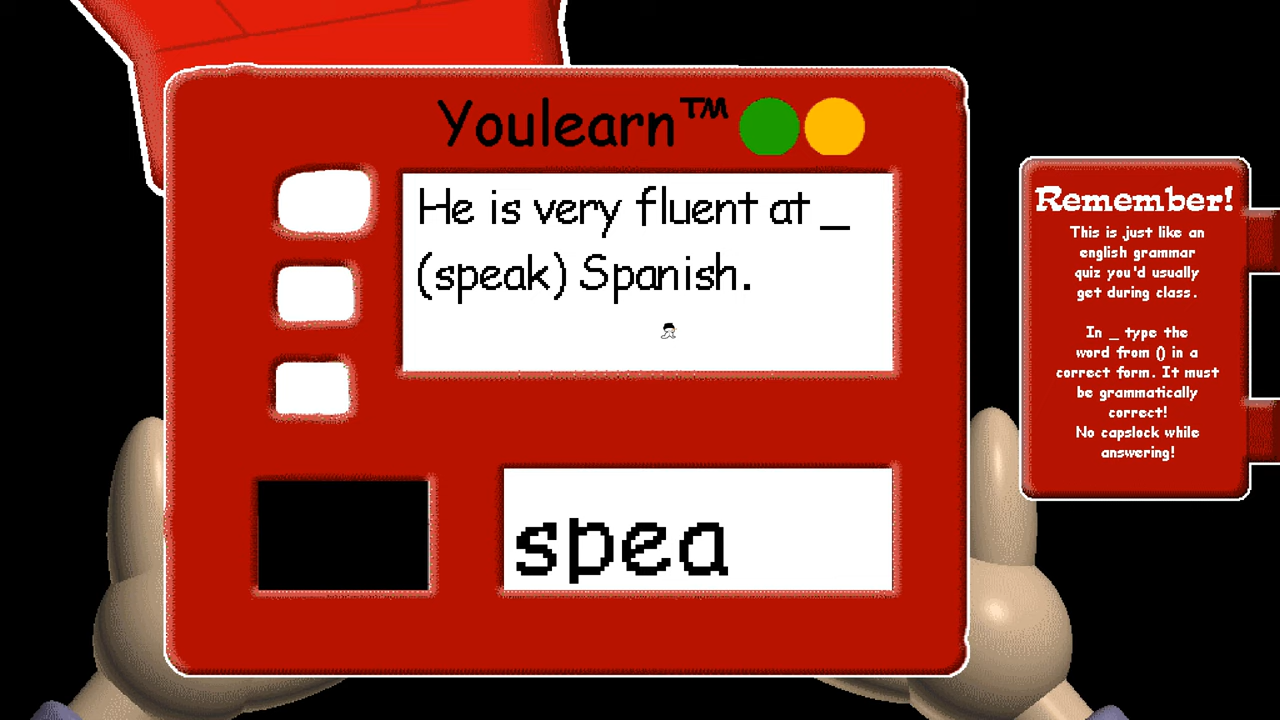 Youlearn™
He is very fluent at _
(speak) Spanish.
spea
Remember!
This is just like an
english grammar
quiz you'd usually
get during class.
In _ type the
word from () in a
correct form. It must
be grammatically
correct!
No capslock while
answering!